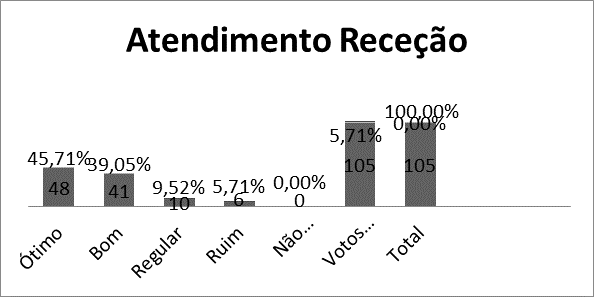 Atendimento Receção
45,71%
48
39,05%
41
9,52%
10
5,71%
6
0,00%
0
5,71%
105
100,00%
0,00%
105
Ótimo
Bom
Regular
Ruim
Não...
Votos...
Total